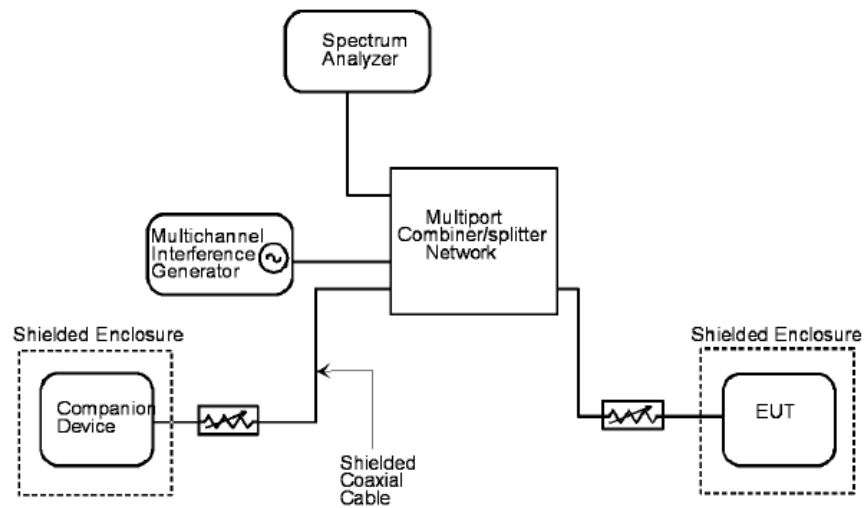 Spectrum
Analyzer
Multiport
Combiner/splitter
Network
Multichannel
Interference
Generator
Shielded Enclosure
Companion
Device
Shielded
Coaxial
Cable
Shielded Enclosure
EUT